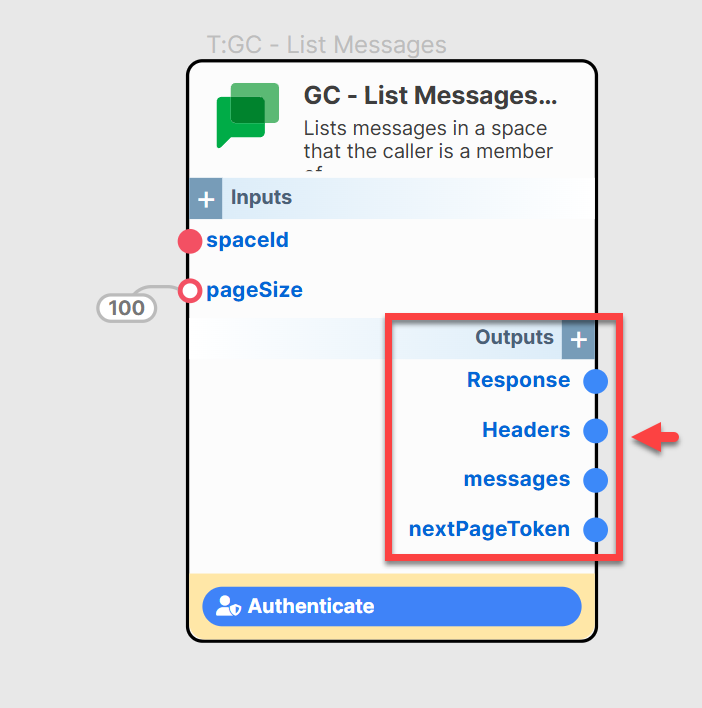 T:GC - List Messages
GC - List Messages...
Lists messages in a space
that the caller is a member
of
+ Inputs
spaceId
pageSize
100
Outputs +
Response
Headers
messages
nextPageToken
Authenticate